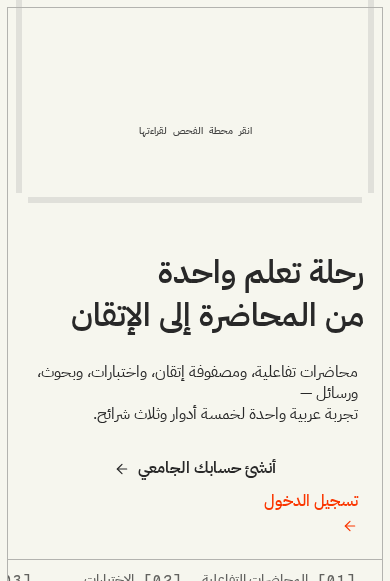 انقر محطة الفحص لقراءتها
رحلة تعلم واحدة
من المحاضرة إلى الإتقان
محاضرات تفاعلية، ومصفوفة إتقان، واختبارات، وبحوث،
ورسائل —
تجربة عربية واحدة لخمسة أدوار وثلاث شرائح.
أنشئ حسابك الجامعي ←
تسجيل الدخول
←
[01] المحاضرات التفاعلية [02] الاختبارات